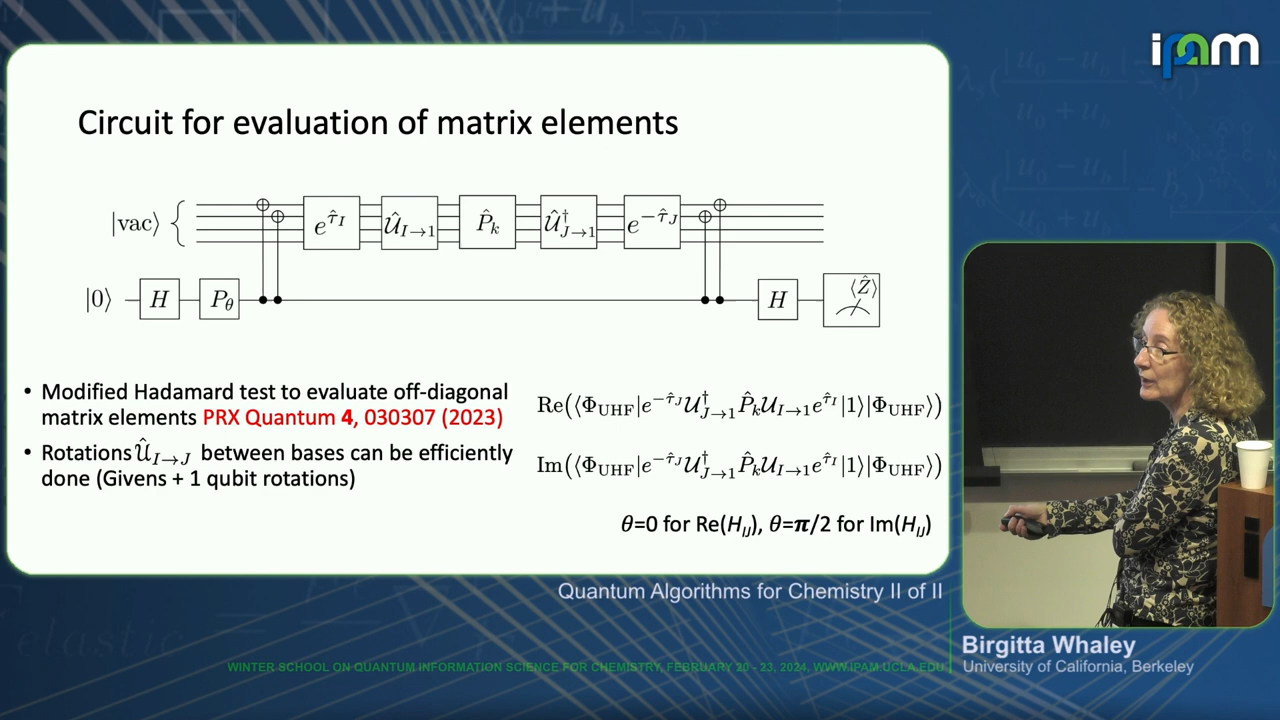 ipam
Circuit for evaluation of matrix elements
|vac⟩ { e^{τ̂_I} Û_{I→1} P̂_k Û†_{J→1} e^{−τ̂_J}
|0⟩ H P_θ H ⟨Ẑ⟩
• Modified Hadamard test to evaluate off-diagonal
matrix elements PRX Quantum 4, 030307 (2023)
• Rotations Û_{I→J} between bases can be efficiently
done (Givens + 1 qubit rotations)
Re(⟨Φ_UHF|e^{−τ̂_J} U†_{J→1} P̂_k U_{I→1} e^{τ̂_I}|1⟩|Φ_UHF⟩)
Im(⟨Φ_UHF|e^{−τ̂_J} U†_{J→1} P̂_k U_{I→1} e^{τ̂_I}|1⟩|Φ_UHF⟩)
θ=0 for Re(H_IJ), θ=π/2 for Im(H_IJ)
Quantum Algorithms for Chemistry II of II
Birgitta Whaley
University of California, Berkeley
WINTER SCHOOL ON QUANTUM INFORMATION SCIENCE FOR CHEMISTRY, FEBRUARY 20 - 23, 2024, WWW.IPAM.UCLA.EDU
elastic